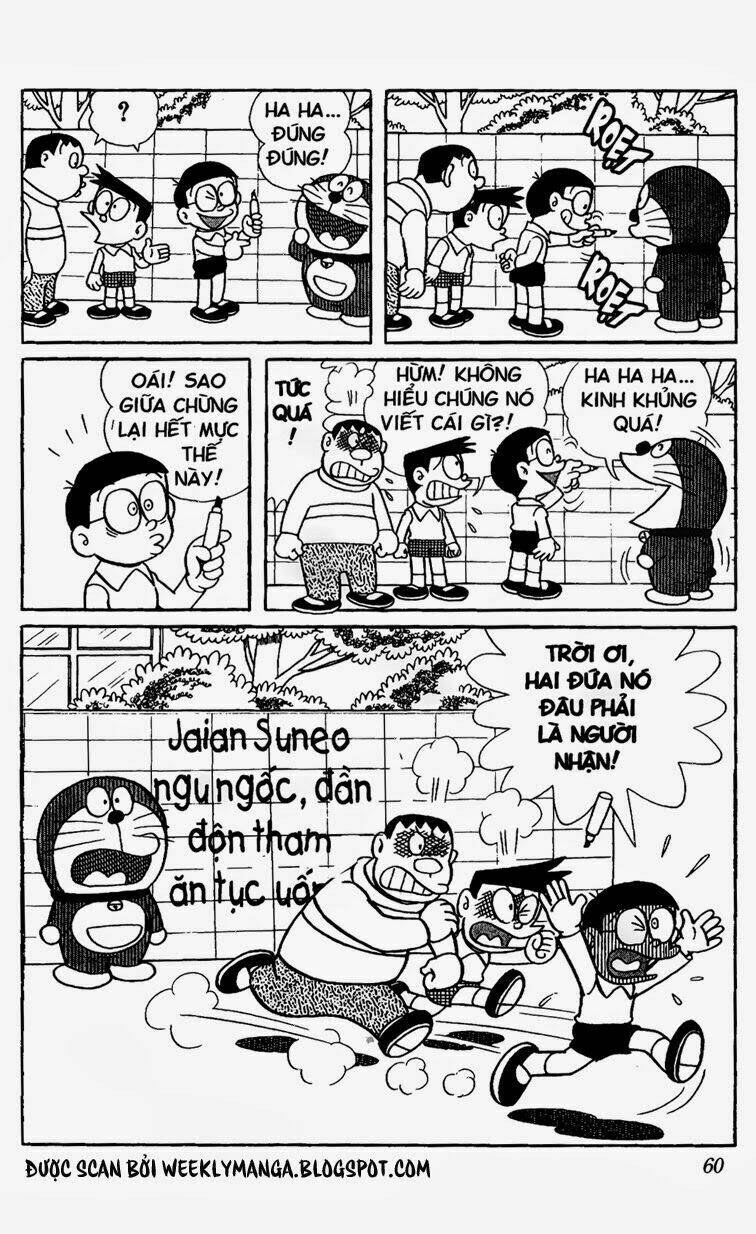 ?
HA HA...
ĐÚNG
ĐÚNG!
ROẸT
ROẸT
OÁI! SAO
GIỮA CHỪNG
LẠI HẾT MỰC
THẾ
NÀY!
TỨC
QUÁ
!
HỪM! KHÔNG
HIỂU CHÚNG NÓ
VIẾT CÁI GÌ?!
HA HA HA...
KINH KHỦNG
QUÁ!
TRỜI ƠI,
HAI ĐỨA NÓ
ĐÂU PHẢI
LÀ NGƯỜI
NHẬN!
Jaian Suneo
ngu ngốc, đần
độn tham
ăn tục
ĐƯỢC SCAN BỞI WEEKLYMANGA.BLOGSPOT.COM
60